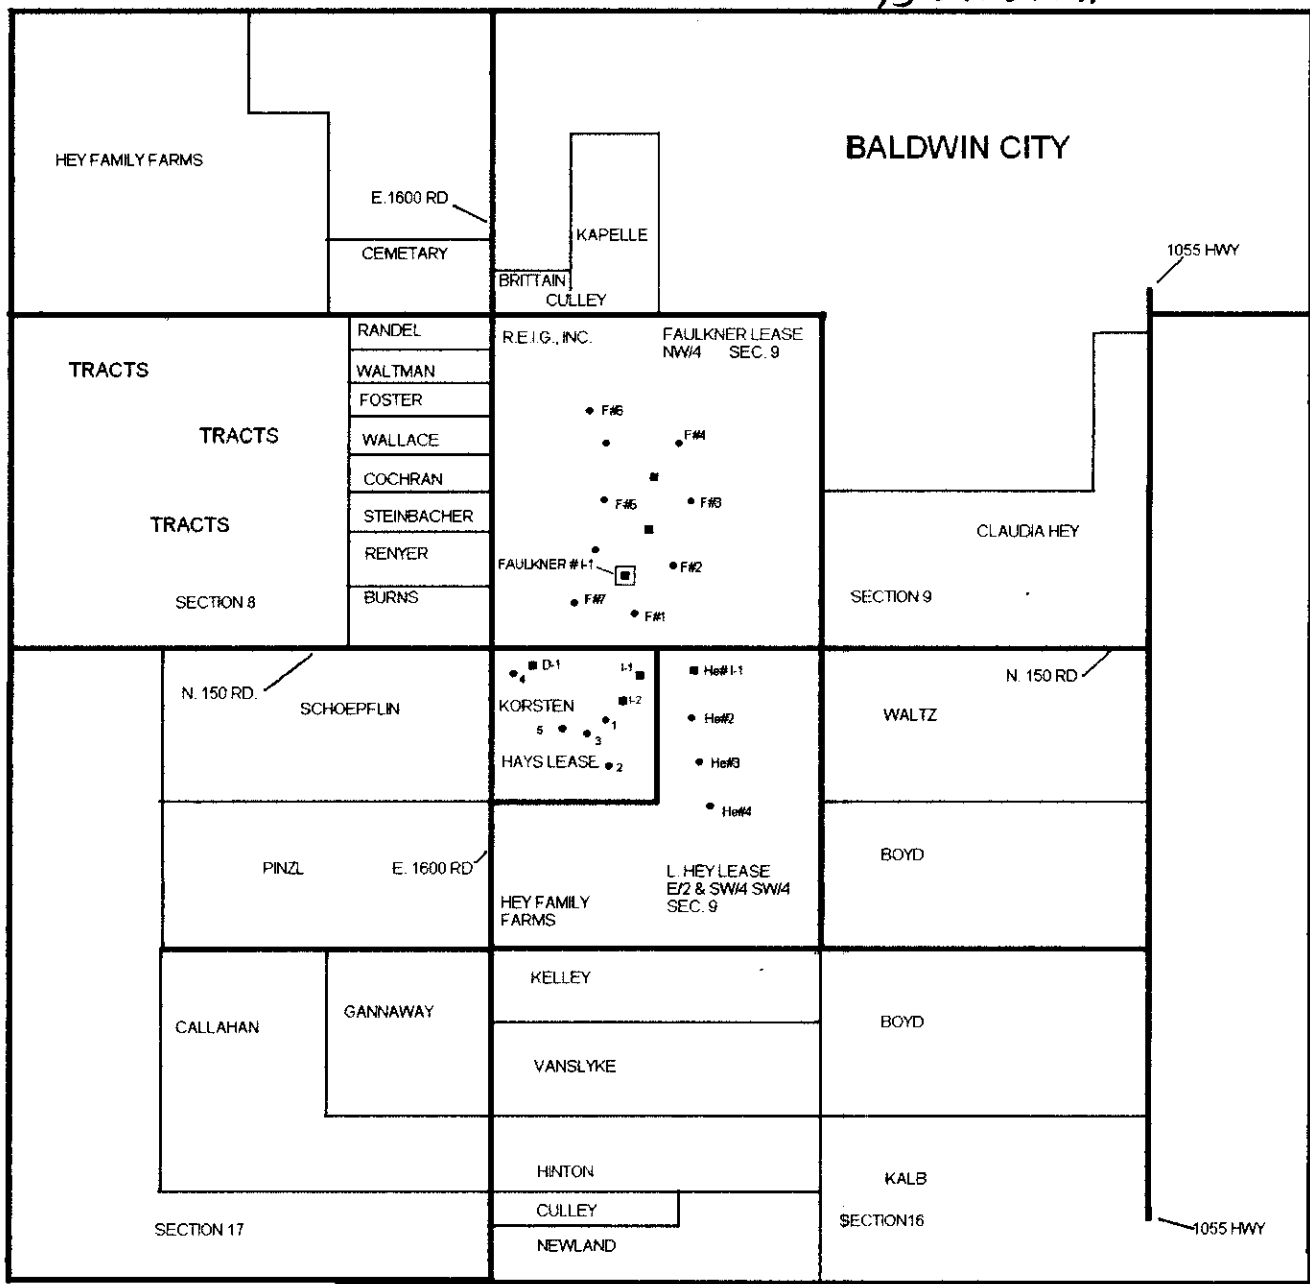 BALDWIN CITY
HEY FAMILY FARMS
E. 1600 RD
KAPELLE
CEMETARY
1055 HWY
BRITTAIN
CULLEY
RANDEL
R.E.I.G., INC.
FAULKNER LEASE
NW/4 SEC. 9
TRACTS
WALTMAN
FOSTER
F#6
TRACTS
WALLACE
F#4
COCHRAN
F#5
F#3
TRACTS
STEINBACHER
CLAUDIA HEY
RENYER
FAULKNER # I-1
F#2
SECTION 8
BURNS
F#7
F#1
SECTION 9
D-1
I-1
He# I-1
4
N. 150 RD.
N. 150 RD
SCHOEPFLIN
KORSTEN
I-2
WALTZ
1
He#2
5
3
HAYS LEASE
2
He#3
He#4
PINZL
E. 1600 RD
BOYD
L. HEY LEASE
E/2 & SW/4 SW/4
SEC. 9
HEY FAMILY
FARMS
KELLEY
CALLAHAN
GANNAWAY
BOYD
VANSLYKE
HINTON
KALB
CULLEY
SECTION 17
SECTION16
1055 HWY
NEWLAND